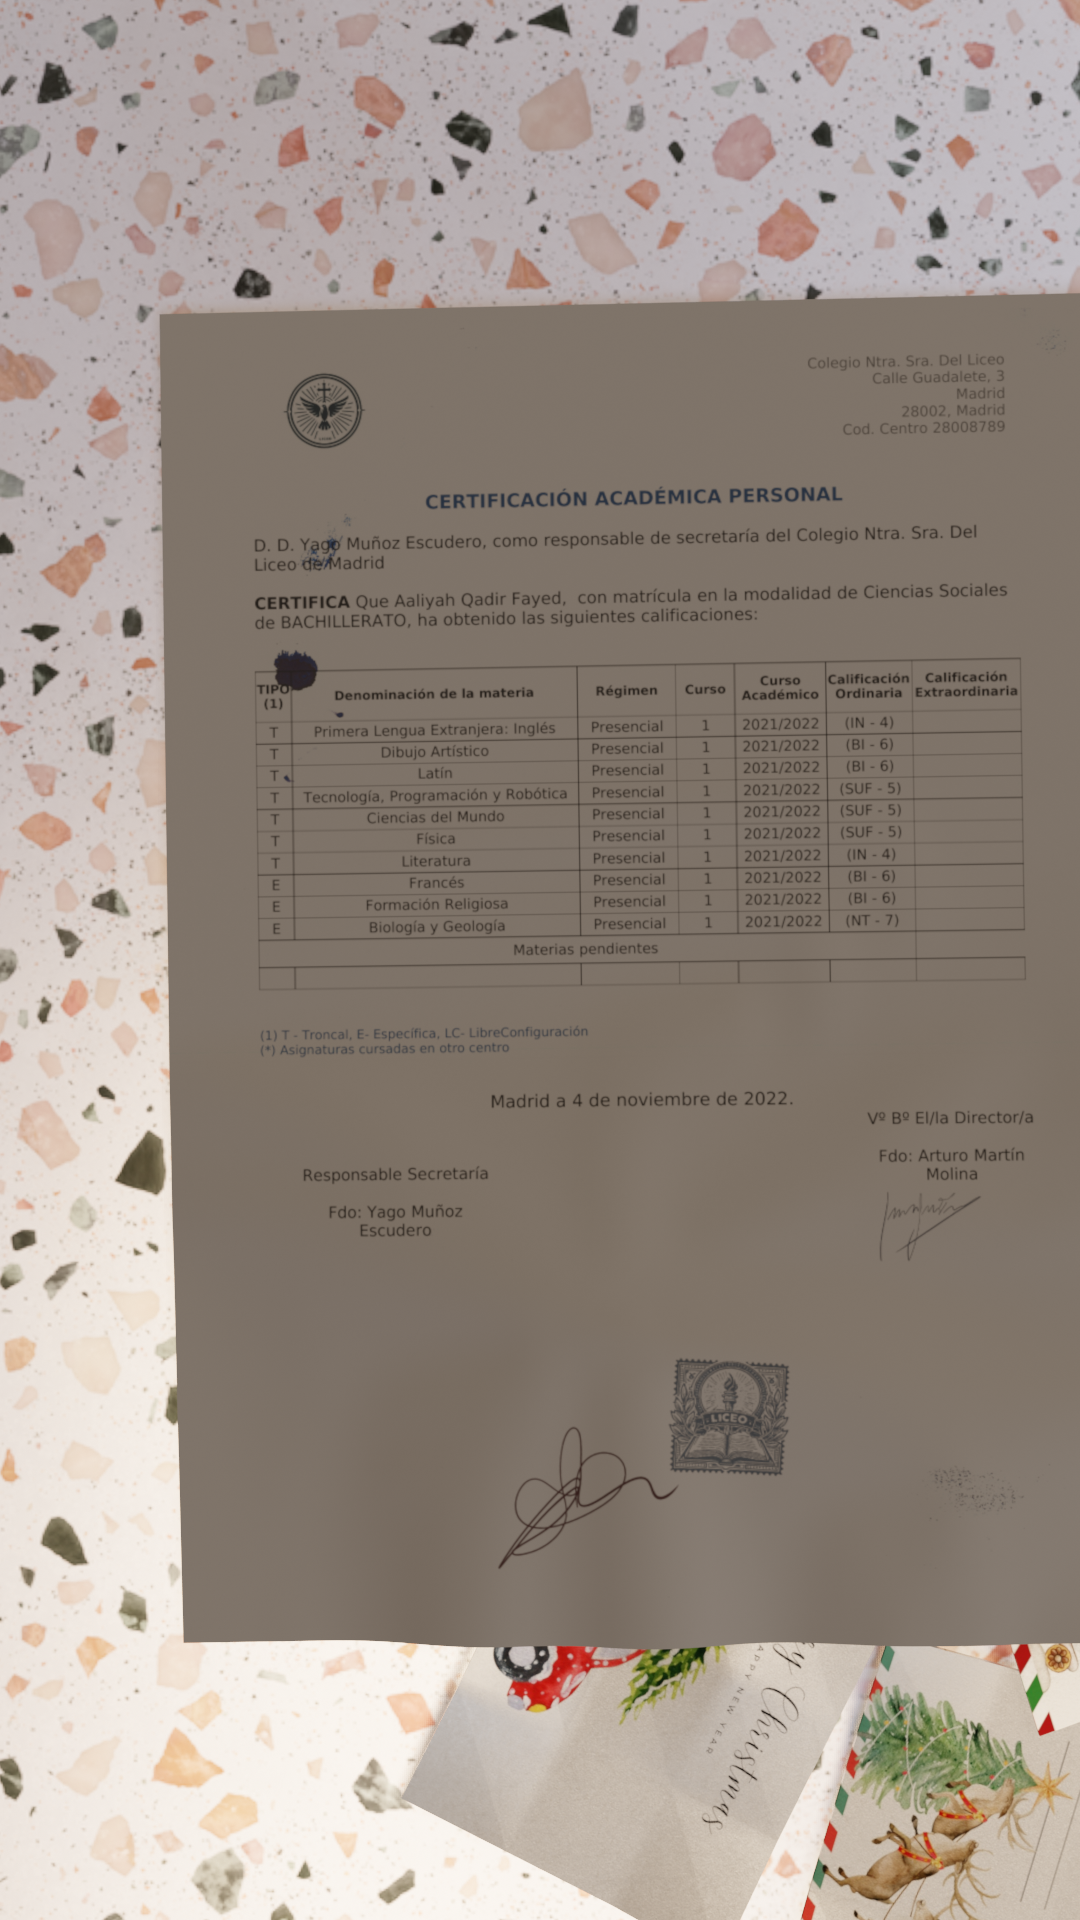 Colegio Ntra. Sra. Del Liceo
Calle Guadalete, 3
Madrid
28002, Madrid
Cod. Centro 28008789
CERTIFICACIÓN ACADÉMICA PERSONAL
D. D. Yago Muñoz Escudero, como responsable de secretaría del Colegio Ntra. Sra. Del
Liceo de Madrid
CERTIFICA Que Aaliyah Qadir Fayed, con matrícula en la modalidad de Ciencias Sociales
de BACHILLERATO, ha obtenido las siguientes calificaciones:
TIPO (1) Denominación de la materia Régimen Curso Curso Académico Calificación Ordinaria Calificación Extraordinaria
T Primera Lengua Extranjera: Inglés Presencial 1 2021/2022 (IN - 4)
T Dibujo Artístico Presencial 1 2021/2022 (BI - 6)
T Latín Presencial 1 2021/2022 (BI - 6)
T Tecnología, Programación y Robótica Presencial 1 2021/2022 (SUF - 5)
T Ciencias del Mundo Presencial 1 2021/2022 (SUF - 5)
T Física Presencial 1 2021/2022 (SUF - 5)
T Literatura Presencial 1 2021/2022 (IN - 4)
E Francés Presencial 1 2021/2022 (BI - 6)
E Formación Religiosa Presencial 1 2021/2022 (BI - 6)
E Biología y Geología Presencial 1 2021/2022 (NT - 7)
Materias pendientes
(1) T - Troncal, E- Específica, LC- LibreConfiguración
(*) Asignaturas cursadas en otro centro
Madrid a 4 de noviembre de 2022.
Vº Bº El/la Director/a
Fdo: Arturo Martín
Molina
Responsable Secretaría
Fdo: Yago Muñoz
Escudero
LICEO
Christmas
NEW YEAR